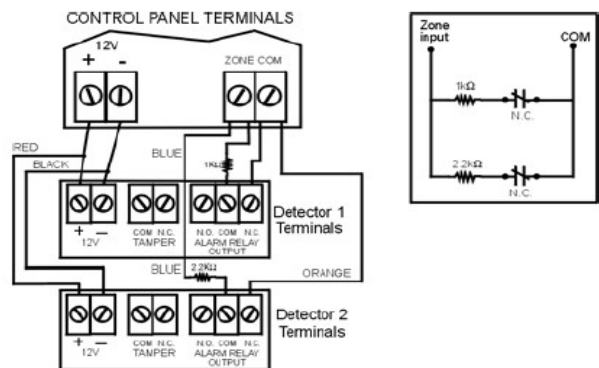 CONTROL PANEL TERMINALS
12V
+ -
ZONE COM
RED
BLACK
BLUE
1kΩ
+ -
12V
COM N.C.
TAMPER
N.O. COM N.C.
ALARM RELAY
OUTPUT
Detector 1
Terminals
BLUE
2.2KΩ
ORANGE
+ -
12V
COM N.C.
TAMPER
N.O. COM N.C.
ALARM RELAY
OUTPUT
Detector 2
Terminals
Zone
input
COM
1kΩ
N.C.
2.2kΩ
N.C.